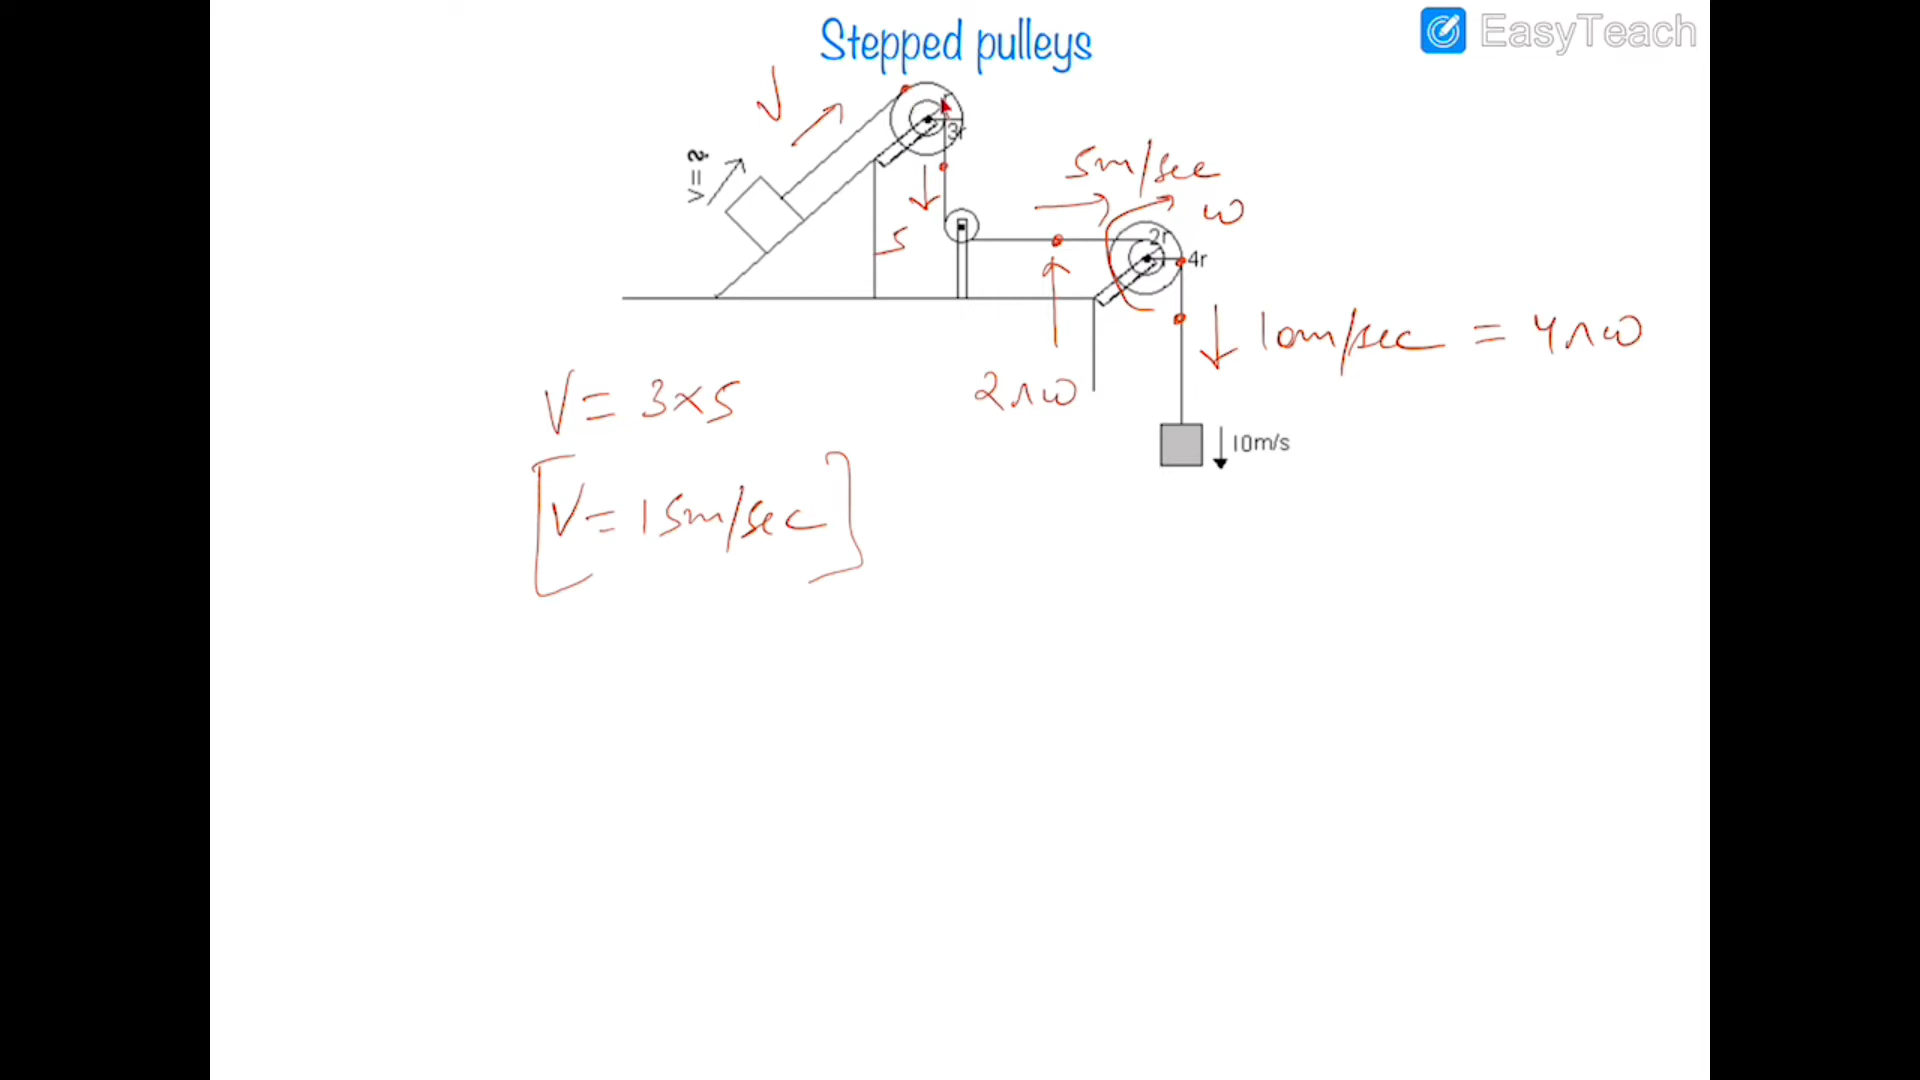 Stepped pulleys
EasyTeach
V
v=?
3r
5m/sec
ω
5
2r
4r
10m/sec = 4rω
V = 3×5
2rω
10m/s
V = 15m/sec